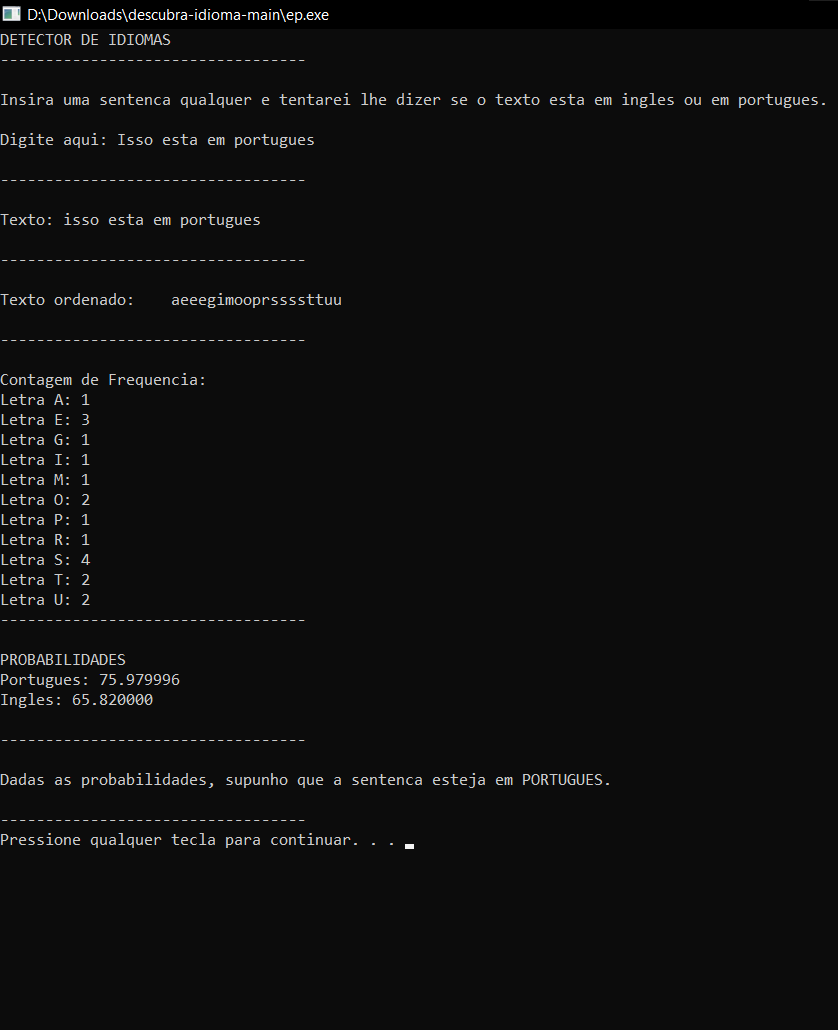 D:\Downloads\descubra-idioma-main\ep.exe
DETECTOR DE IDIOMAS
----------------------------------
Insira uma sentenca qualquer e tentarei lhe dizer se o texto esta em ingles ou em portugues.
Digite aqui: Isso esta em portugues
----------------------------------
Texto: isso esta em portugues
----------------------------------
Texto ordenado:    aeeegimooprssssttuu
----------------------------------
Contagem de Frequencia:
Letra A: 1
Letra E: 3
Letra G: 1
Letra I: 1
Letra M: 1
Letra O: 2
Letra P: 1
Letra R: 1
Letra S: 4
Letra T: 2
Letra U: 2
----------------------------------
PROBABILIDADES
Portugues: 75.979996
Ingles: 65.820000
----------------------------------
Dadas as probabilidades, supunho que a sentenca esteja em PORTUGUES.
----------------------------------
Pressione qualquer tecla para continuar. . .